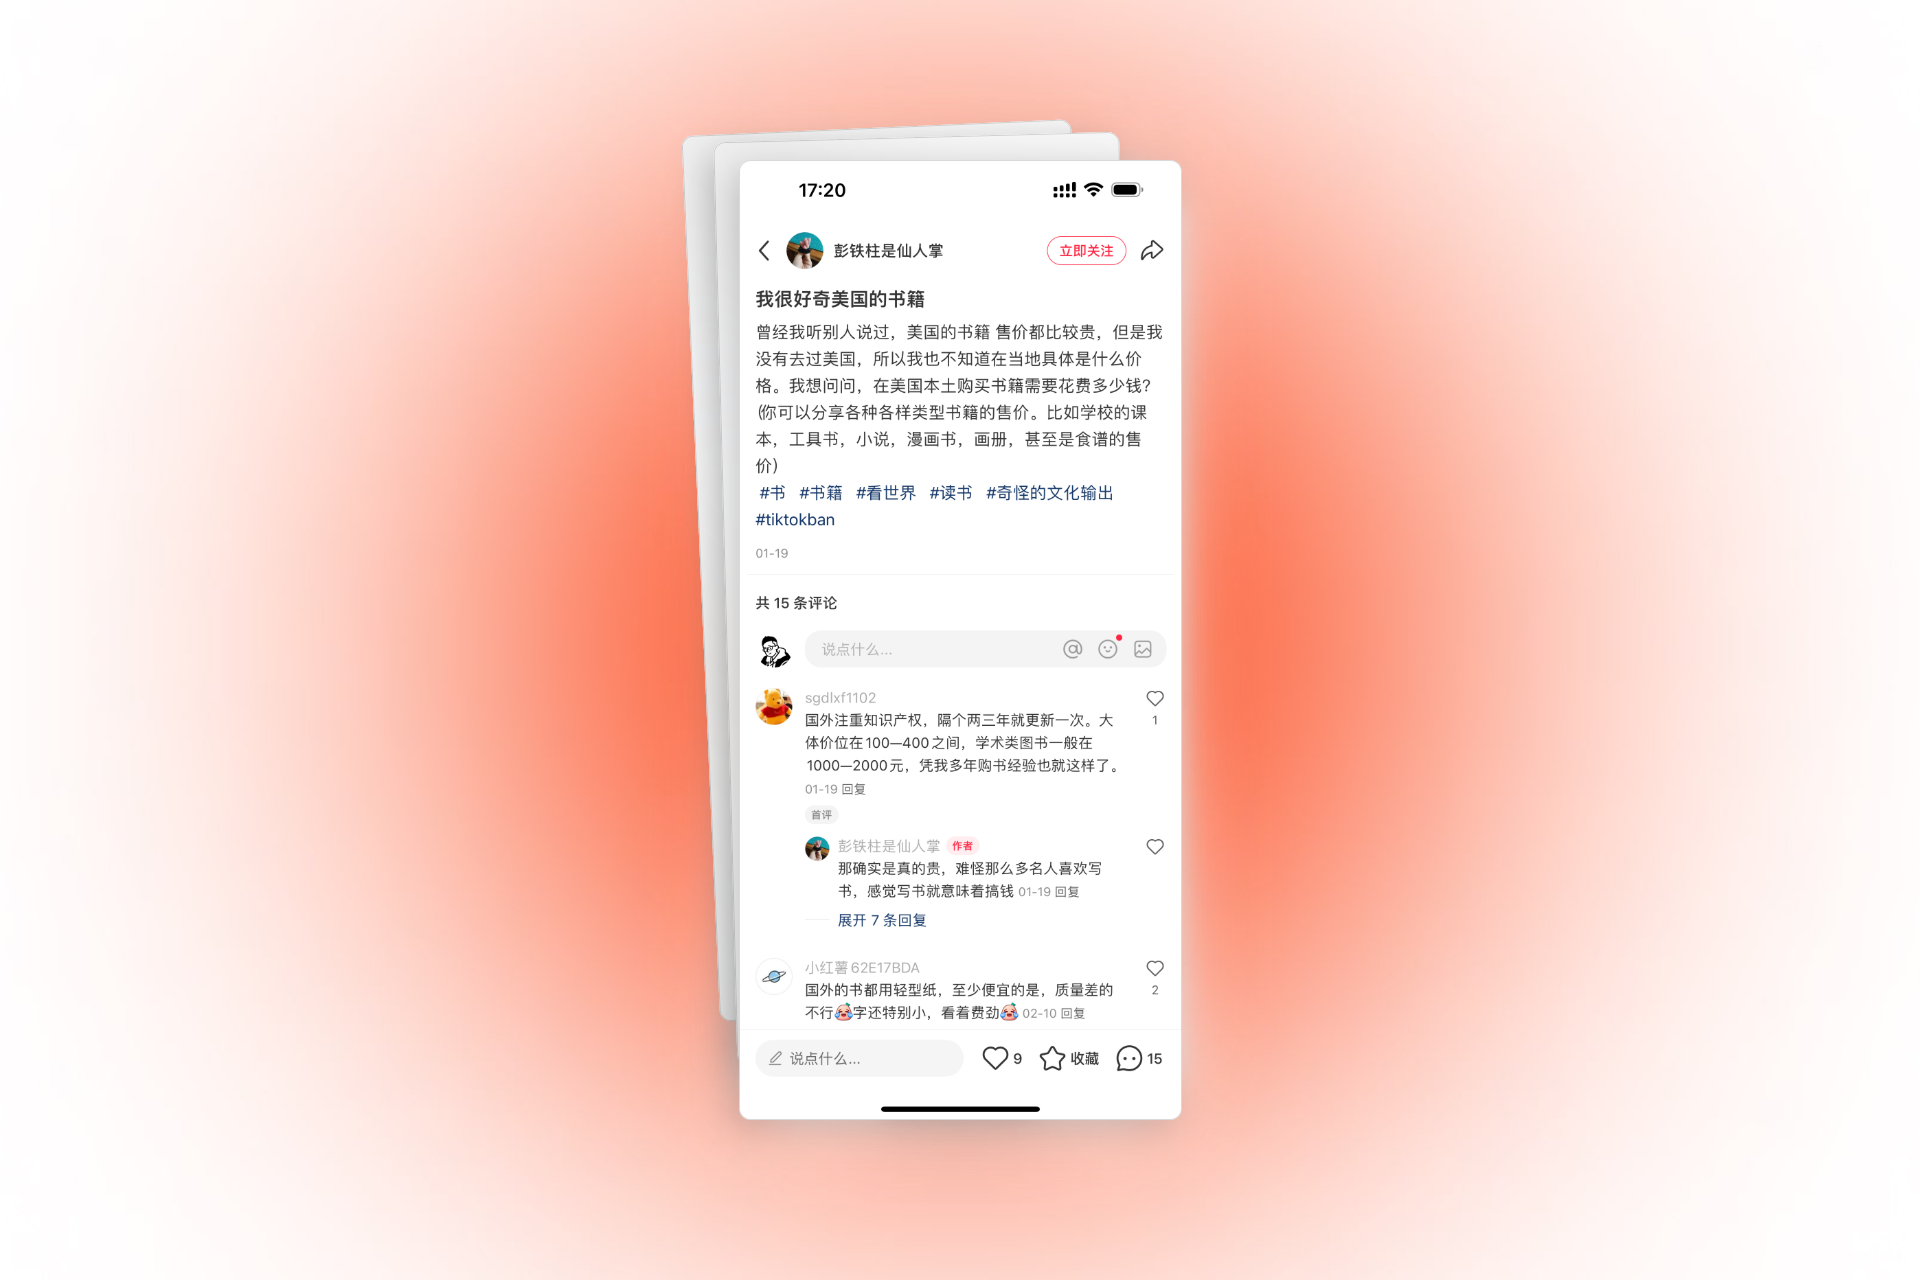 17:20
彭铁柱是仙人掌
立即关注
我很好奇美国的书籍
曾经我听别人说过，美国的书籍 售价都比较贵，但是我
没有去过美国，所以我也不知道在当地具体是什么价
格。我想问问，在美国本土购买书籍需要花费多少钱？
(你可以分享各种各样类型书籍的售价。比如学校的课
本，工具书，小说，漫画书，画册，甚至是食谱的售
价)
#书 #书籍 #看世界 #读书 #奇怪的文化输出
#tiktokban
01-19
共 15 条评论
说点什么...
sgdlxf1102
国外注重知识产权，隔个两三年就更新一次。大
体价位在100—400之间，学术类图书一般在
1000—2000元，凭我多年购书经验也就这样了。
1
01-19 回复
首评
彭铁柱是仙人掌 作者
那确实是真的贵，难怪那么多名人喜欢写
书，感觉写书就意味着搞钱 01-19 回复
展开 7 条回复
小红薯62E17BDA
国外的书都用轻型纸，至少便宜的是，质量差的
不行😂字还特别小，看着费劲😂 02-10 回复
2
说点什么...
9
收藏
15